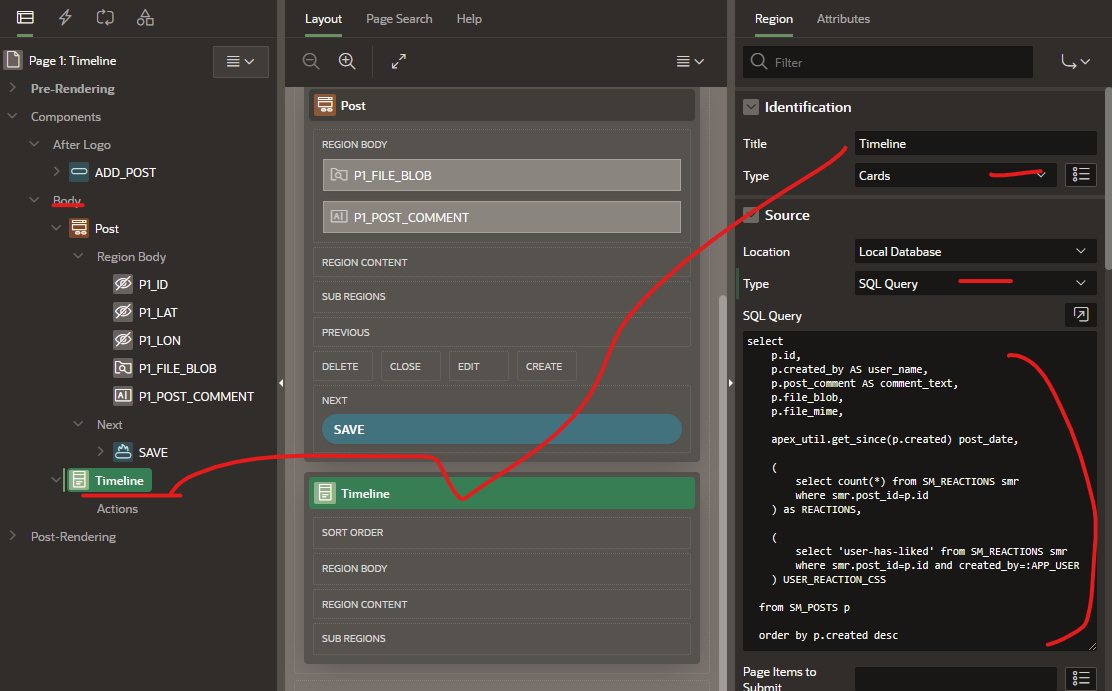 Page 1: Timeline
Pre-Rendering
Components
After Logo
ADD_POST
Body
Post
Region Body
P1_ID
P1_LAT
P1_LON
P1_FILE_BLOB
P1_POST_COMMENT
Next
SAVE
Timeline
Actions
Post-Rendering
Layout
Page Search
Help
Post
REGION BODY
P1_FILE_BLOB
P1_POST_COMMENT
REGION CONTENT
SUB REGIONS
PREVIOUS
DELETE CLOSE EDIT CREATE
NEXT
SAVE
Timeline
SORT ORDER
REGION BODY
REGION CONTENT
SUB REGIONS
Region
Attributes
Filter
Identification
Title Timeline
Type Cards
Source
Location Local Database
Type SQL Query
SQL Query
select
p.id,
p.created_by AS user_name,
p.post_comment AS comment_text,
p.file_blob,
p.file_mime,
apex_util.get_since(p.created) post_date,
(
select count(*) from SM_REACTIONS smr
where smr.post_id=p.id
) as REACTIONS,
(
select 'user-has-liked' from SM_REACTIONS smr
where smr.post_id=p.id and created_by=:APP_USER
) USER_REACTION_CSS
from SM_POSTS p
order by p.created desc
Page Items to
Submit